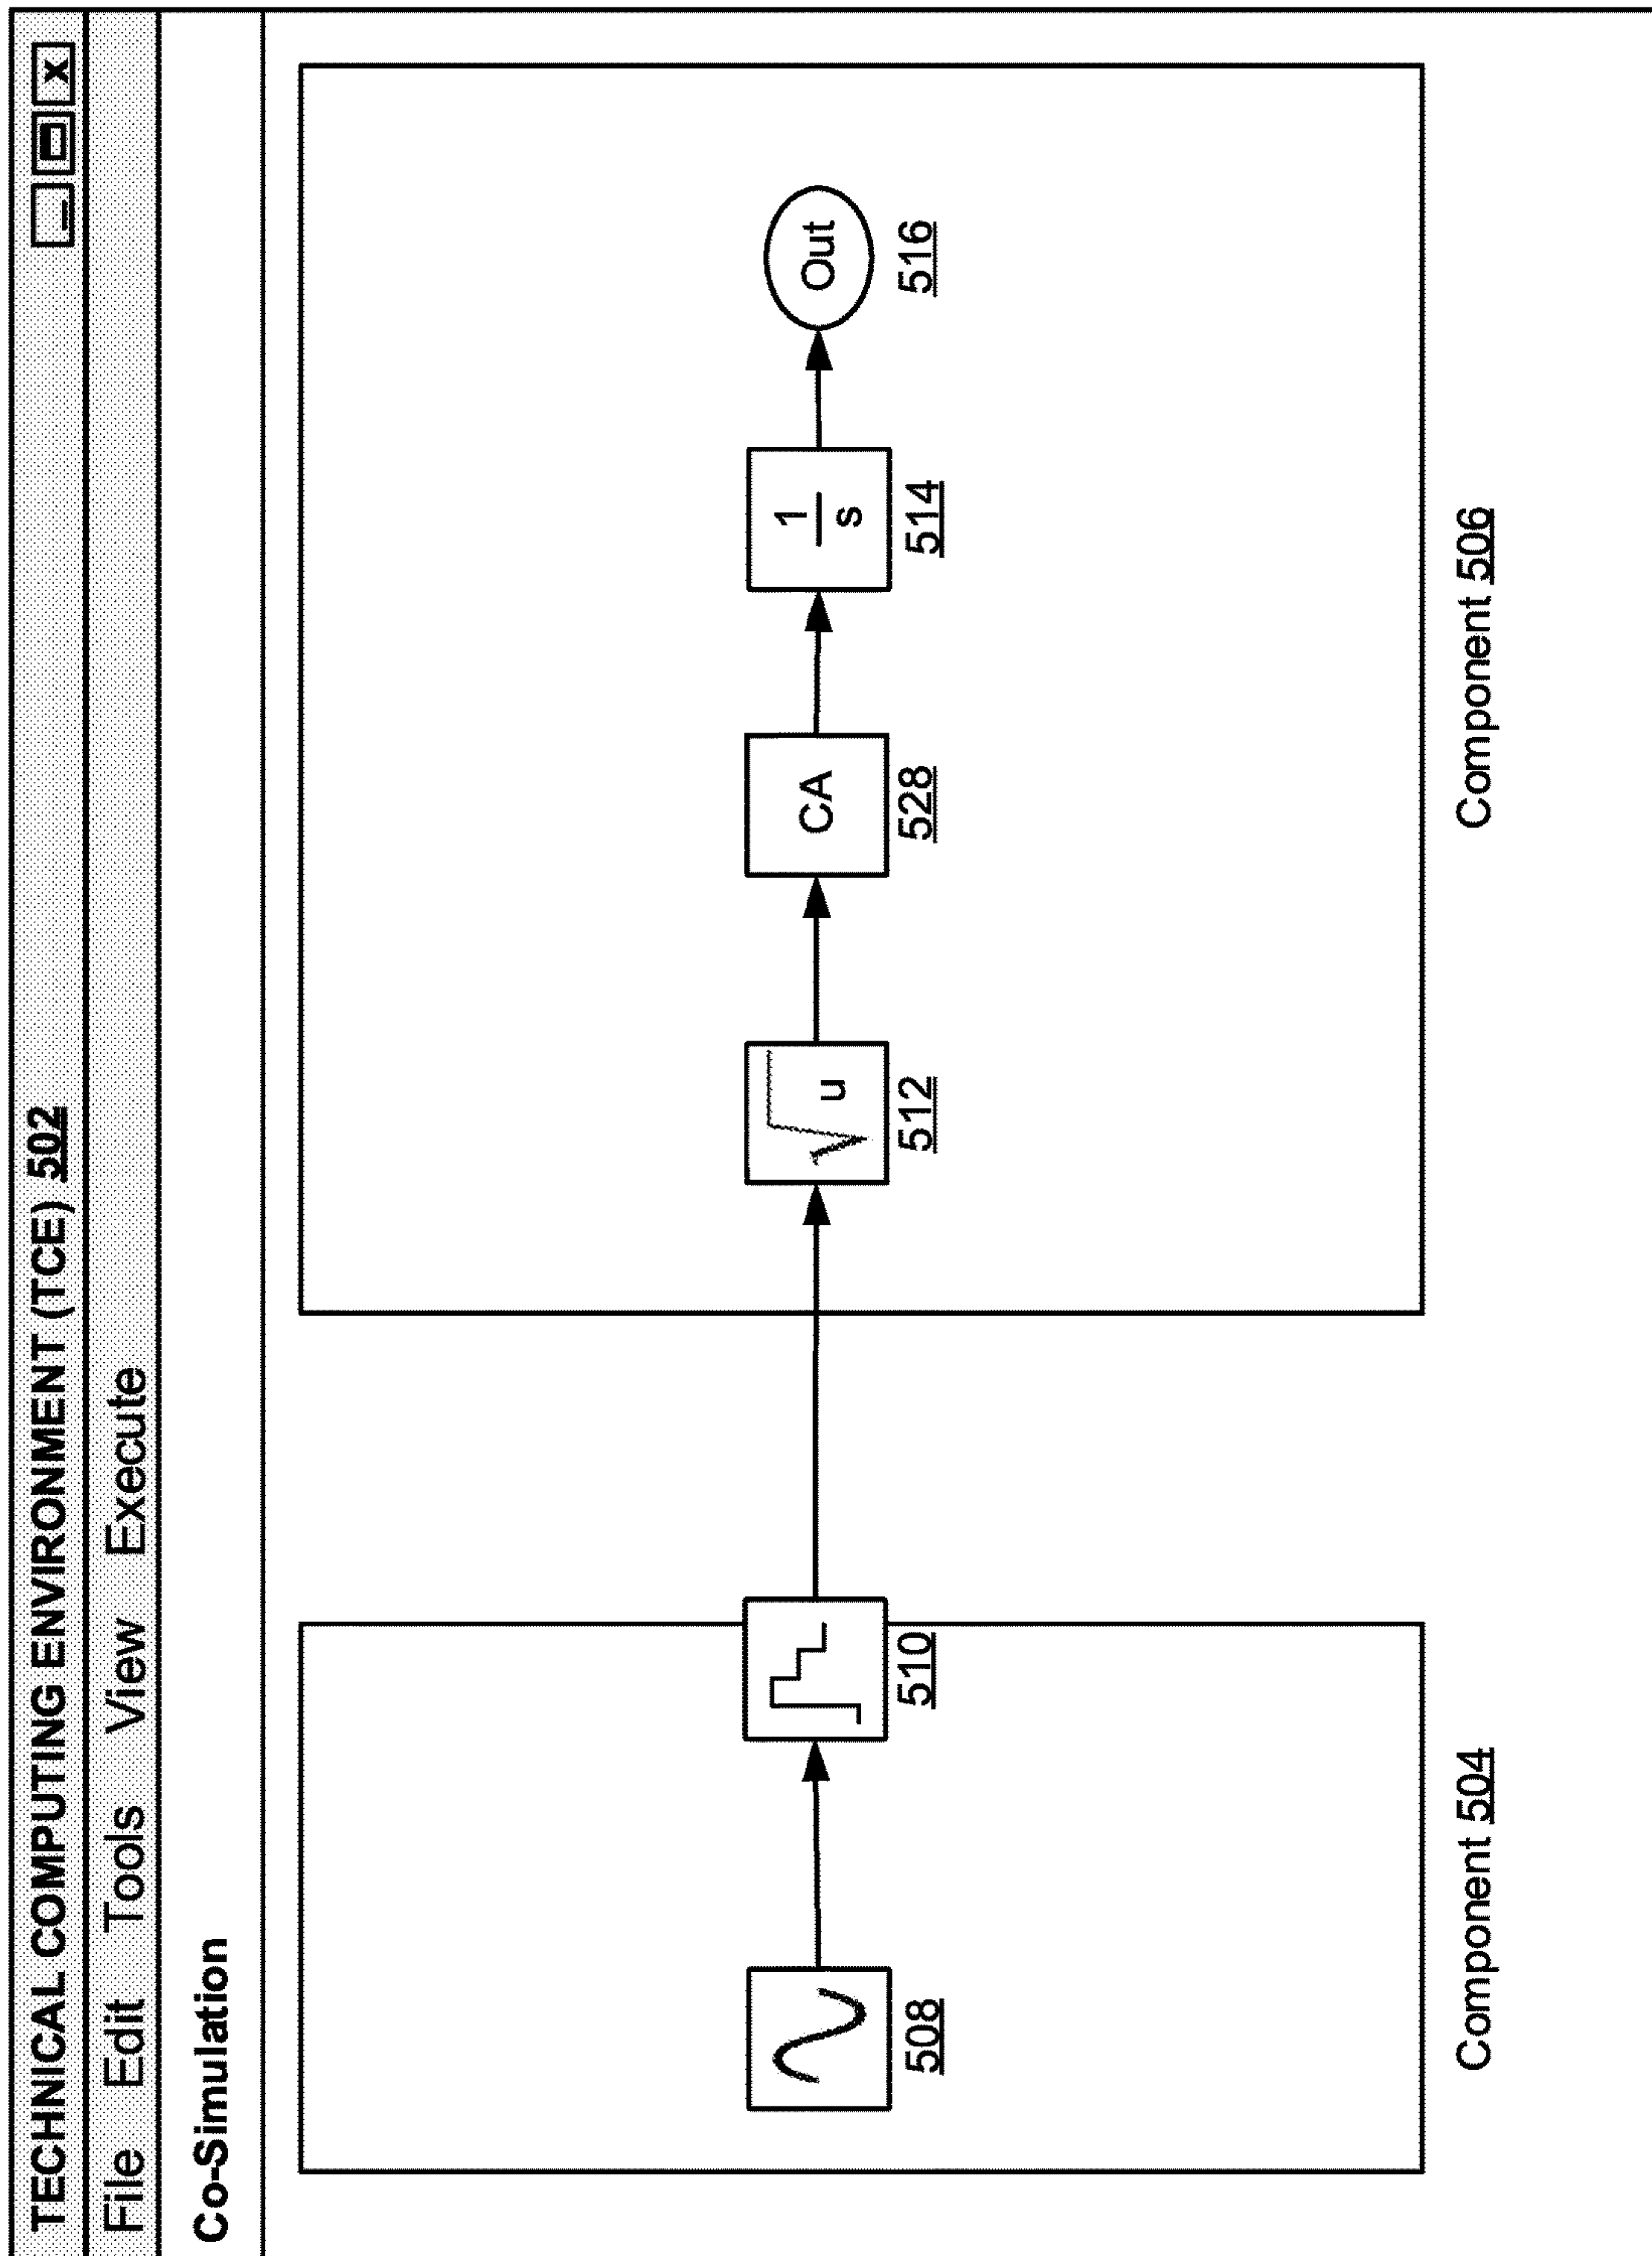 TECHNICAL COMPUTING ENVIRONMENT (TCE) 502
File Edit Tools View Execute
Co-Simulation
508
510
u
512
CA
528
1
s
514
Out
516
Component 504
Component 506